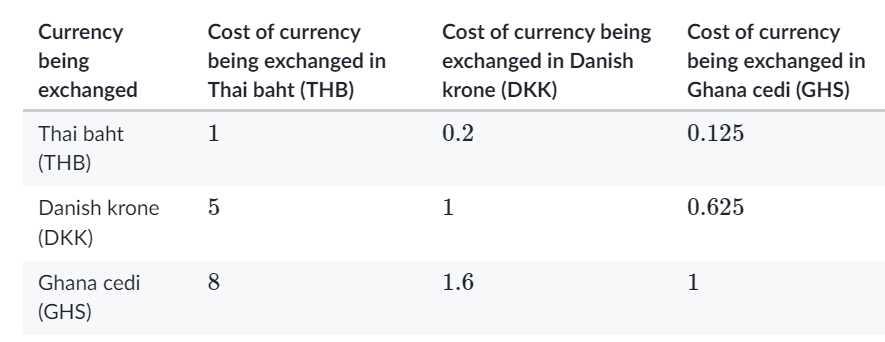 Currency being exchanged
Cost of currency being exchanged in Thai baht (THB)
Cost of currency being exchanged in Danish krone (DKK)
Cost of currency being exchanged in Ghana cedi (GHS)
Thai baht (THB)
1
0.2
0.125
Danish krone (DKK)
5
1
0.625
Ghana cedi (GHS)
8
1.6
1